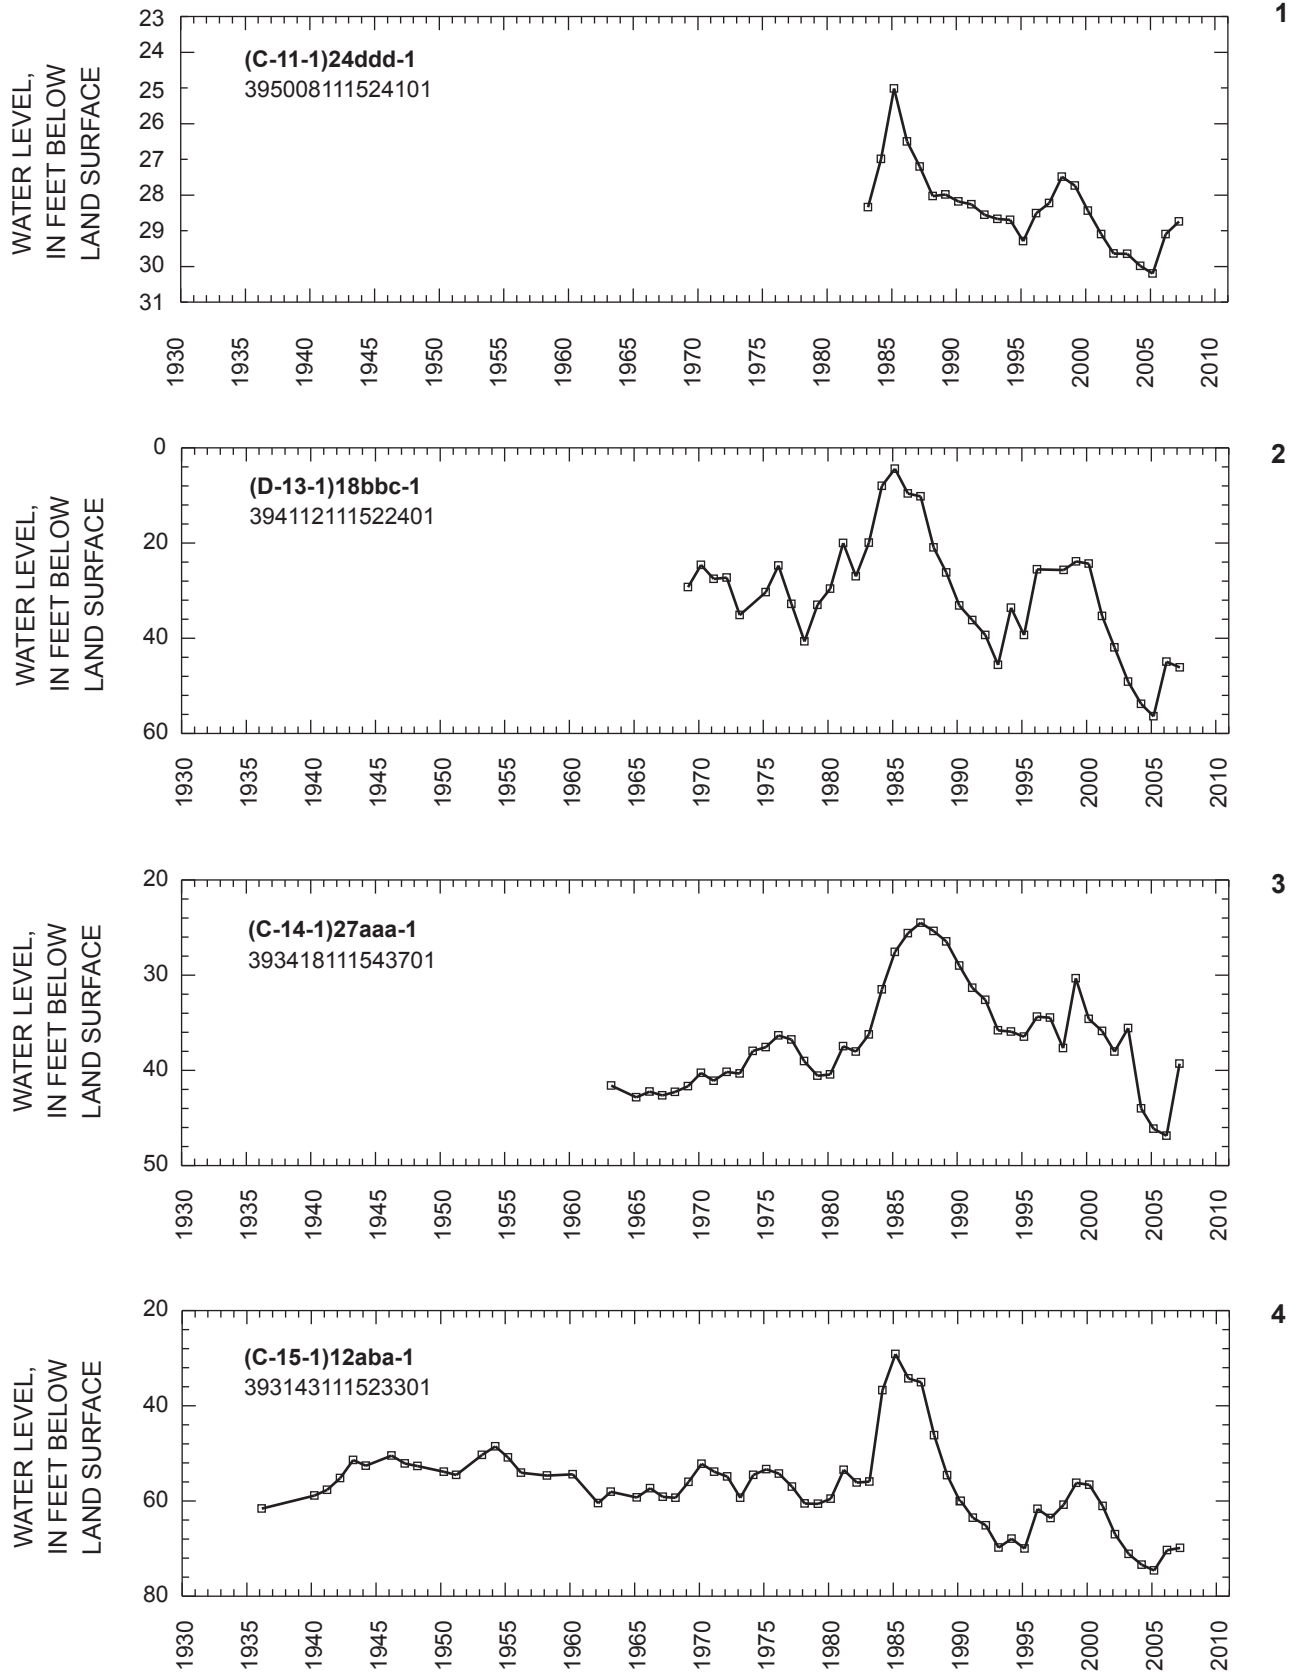 1
WATER LEVEL,
IN FEET BELOW
LAND SURFACE
23
24
25
26
27
28
29
30
31
(C-11-1)24ddd-1
395008111524101
1930 1935 1940 1945 1950 1955 1960 1965 1970 1975 1980 1985 1990 1995 2000 2005 2010
2
WATER LEVEL,
IN FEET BELOW
LAND SURFACE
0
20
40
60
(D-13-1)18bbc-1
394112111522401
1930 1935 1940 1945 1950 1955 1960 1965 1970 1975 1980 1985 1990 1995 2000 2005 2010
3
WATER LEVEL,
IN FEET BELOW
LAND SURFACE
20
30
40
50
(C-14-1)27aaa-1
393418111543701
1930 1935 1940 1945 1950 1955 1960 1965 1970 1975 1980 1985 1990 1995 2000 2005 2010
4
WATER LEVEL,
IN FEET BELOW
LAND SURFACE
20
40
60
80
(C-15-1)12aba-1
393143111523301
1930 1935 1940 1945 1950 1955 1960 1965 1970 1975 1980 1985 1990 1995 2000 2005 2010